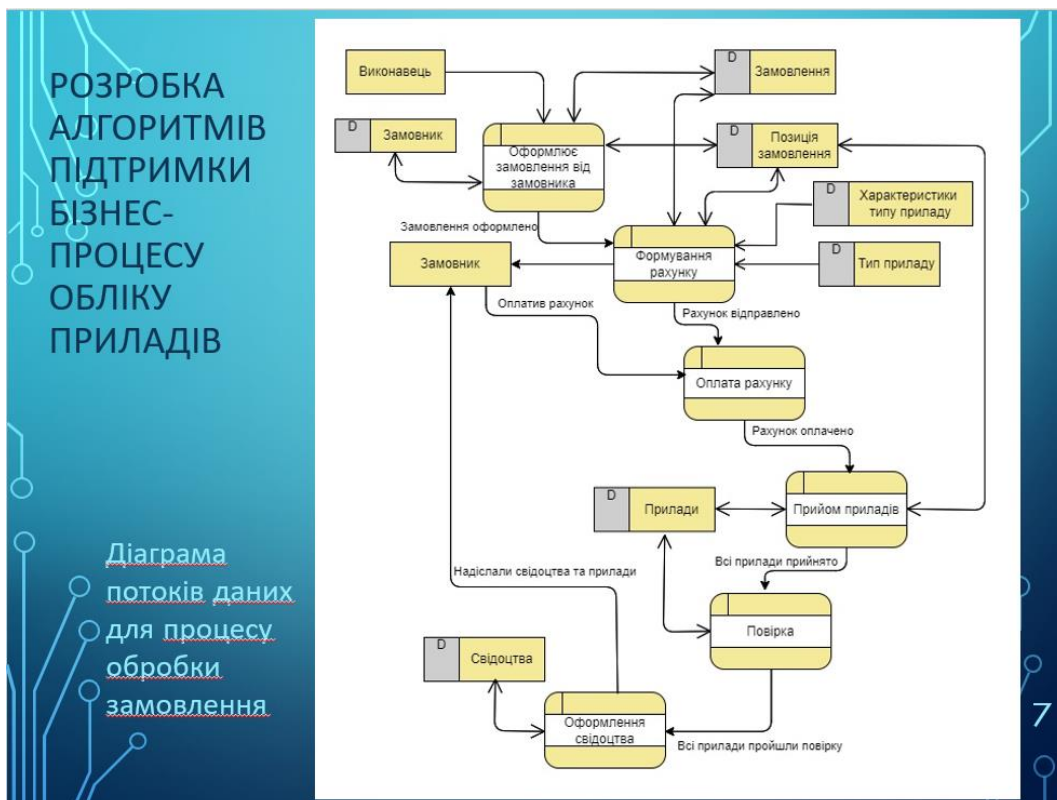 РОЗРОБКА
АЛГОРИТМІВ
ПІДТРИМКИ
БІЗНЕС-
ПРОЦЕСУ
ОБЛІКУ
ПРИЛАДІВ
Діаграма
потоків даних
для процесу
обробки
замовлення
Виконавець
D
Замовлення
D
Замовник
Оформлює
замовлення від
замовника
D
Позиція
замовлення
D
Характеристики
типу приладу
Замовлення оформлено
Замовник
Формування
рахунку
D
Тип приладу
Оплатив рахунок
Рахунок відправлено
Оплата рахунку
Рахунок оплачено
D
Прилади
Прийом приладів
Всі прилади прийнято
Надіслали свідоцтва та прилади
Повірка
D
Свідоцтва
Оформлення
свідоцтва
Всі прилади пройшли повірку
7